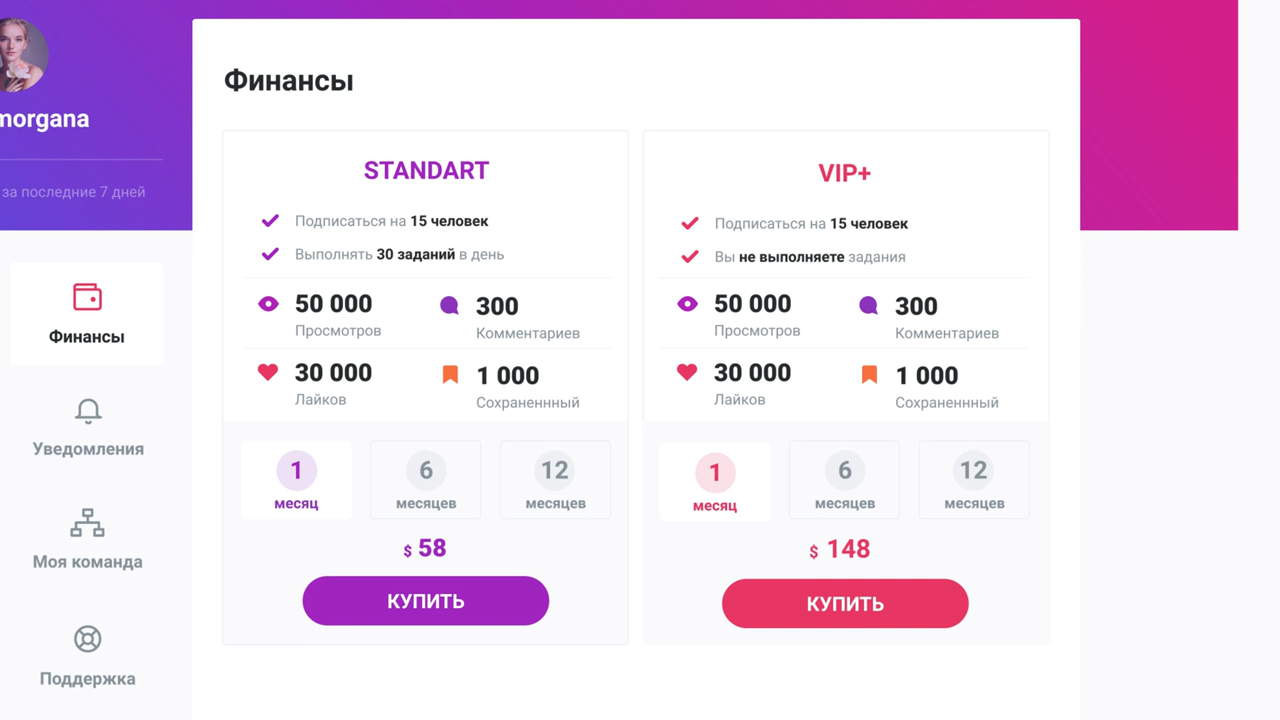 morgana
за последние 7 дней
Финансы
Уведомления
Моя команда
Поддержка
Финансы
STANDART
Подписаться на 15 человек
Выполнять 30 заданий в день
50 000
Просмотров
300
Комментариев
30 000
Лайков
1 000
Сохраненнный
1
месяц
6
месяцев
12
месяцев
$ 58
КУПИТЬ
VIP+
Подписаться на 15 человек
Вы не выполняете задания
50 000
Просмотров
300
Комментариев
30 000
Лайков
1 000
Сохраненнный
1
месяц
6
месяцев
12
месяцев
$ 148
КУПИТЬ